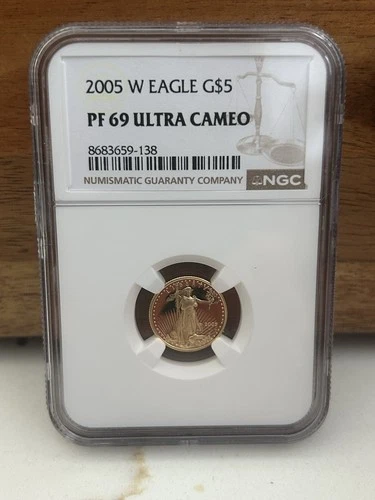 2005 W EAGLE G$5
PF 69 ULTRA CAMEO
8683659-138
NUMISMATIC GUARANTY COMPANY
NGC